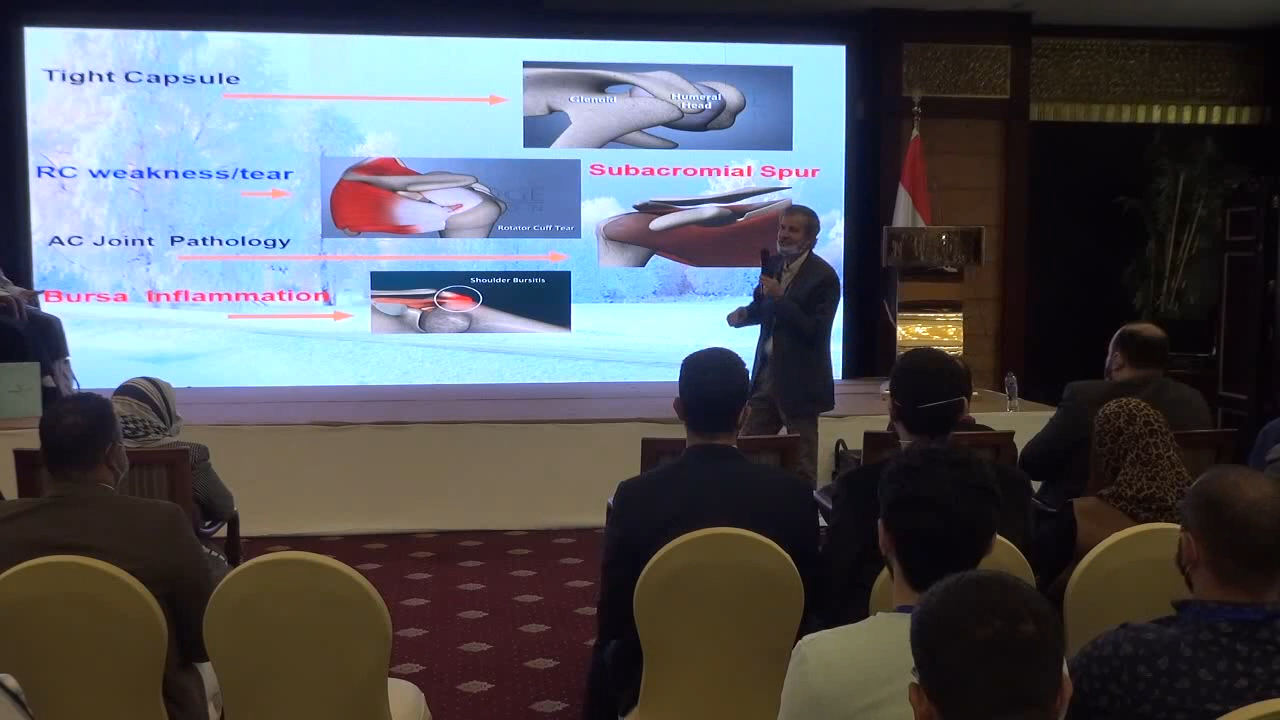 Tight Capsule
Glenoid
Humeral
Head
RC weakness/tear
Subacromial Spur
Rotator Cuff Tear
AC Joint Pathology
Shoulder Bursitis
Bursa Inflammation